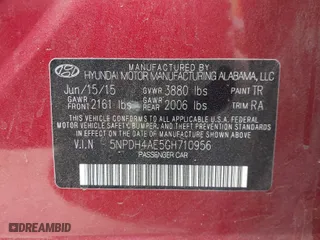 MANUFACTURED BY
HYUNDAI MOTOR MANUFACTURING ALABAMA, LLC
Jun/15/15 GVWR 3880 lbs PAINT TR
GAWR FRONT 2161 lbs GAWR REAR 2006 lbs TRIM RA
THIS VEHICLE CONFORMS TO ALL APPLICABLE U.S.
FEDERAL MOTOR VEHICLE SAFETY, BUMPER, AND THEFT
PREVENTION STANDARDS IN EFFECT ON THE DATE OF
MANUFACTURE SHOWN ABOVE.
V.I.N 5NPDH4AE5GH710956
PASSENGER CAR
DREAMBID